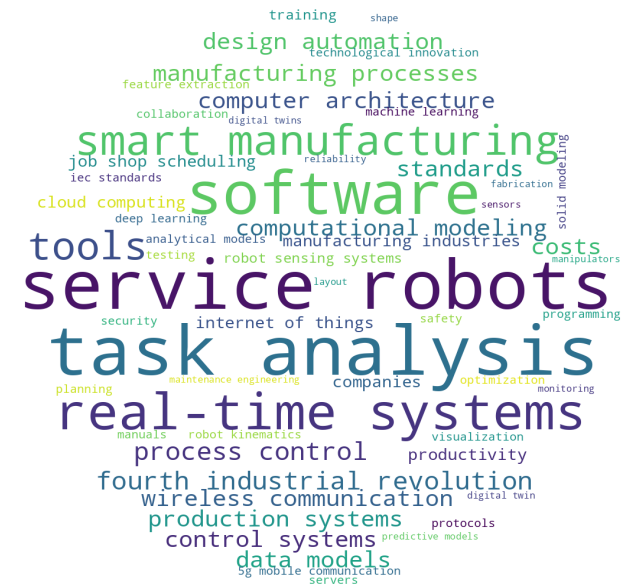 training
shape
design automation
technological innovation
manufacturing processes
feature extraction
computer architecture
collaboration
machine learning
digital twins
smart manufacturing
solid modeling
job shop scheduling
reliability
standards
iec standards
software
fabrication
cloud computing
sensors
deep learning
computational modeling
tools
analytical models
manufacturing industries
costs
testing
robot sensing systems
manipulators
service robots
layout
programming
security
internet of things
safety
task analysis
maintenance engineering
companies
optimization
planning
monitoring
real-time systems
manuals
robot kinematics
visualization
process control
productivity
fourth industrial revolution
wireless communication
digital twin
production systems
protocols
control systems
predictive models
data models
5g mobile communication
servers